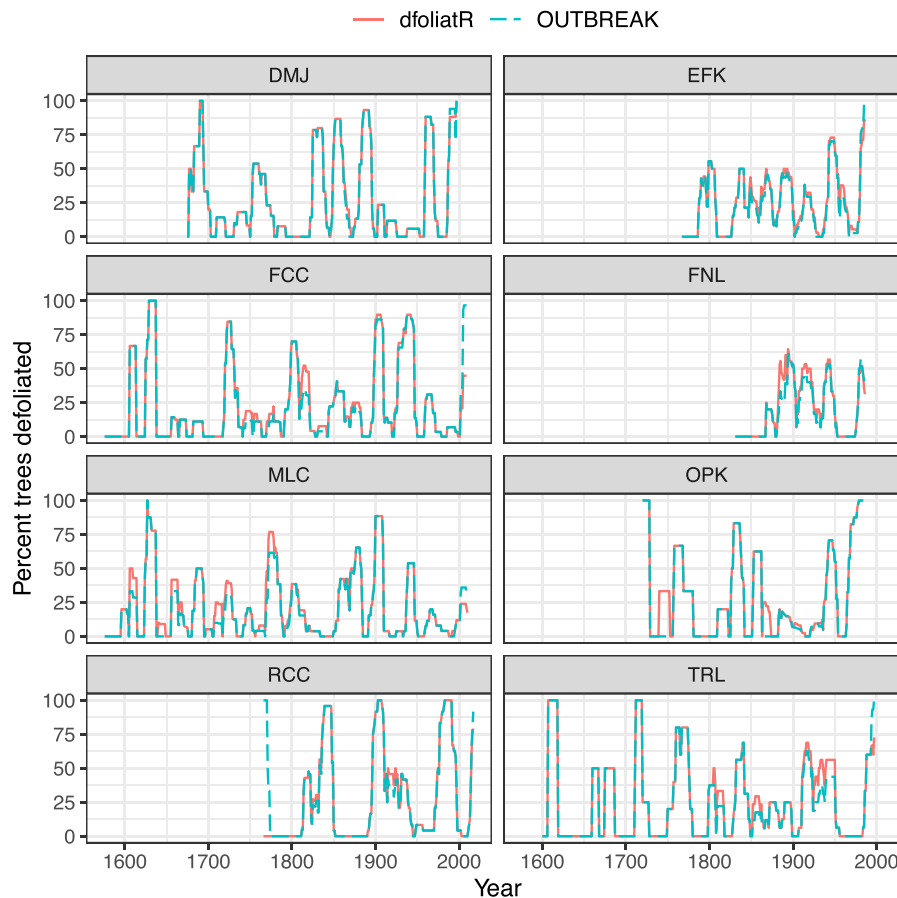 dfoliatR OUTBREAK
DMJ EFK
100
75
50
25
0
FCC FNL
100
75
50
25
0
MLC OPK
100
75
50
25
0
RCC TRL
100
75
50
25
0
1600 1700 1800 1900 2000 1600 1700 1800 1900 2000
Year
Percent trees defoliated